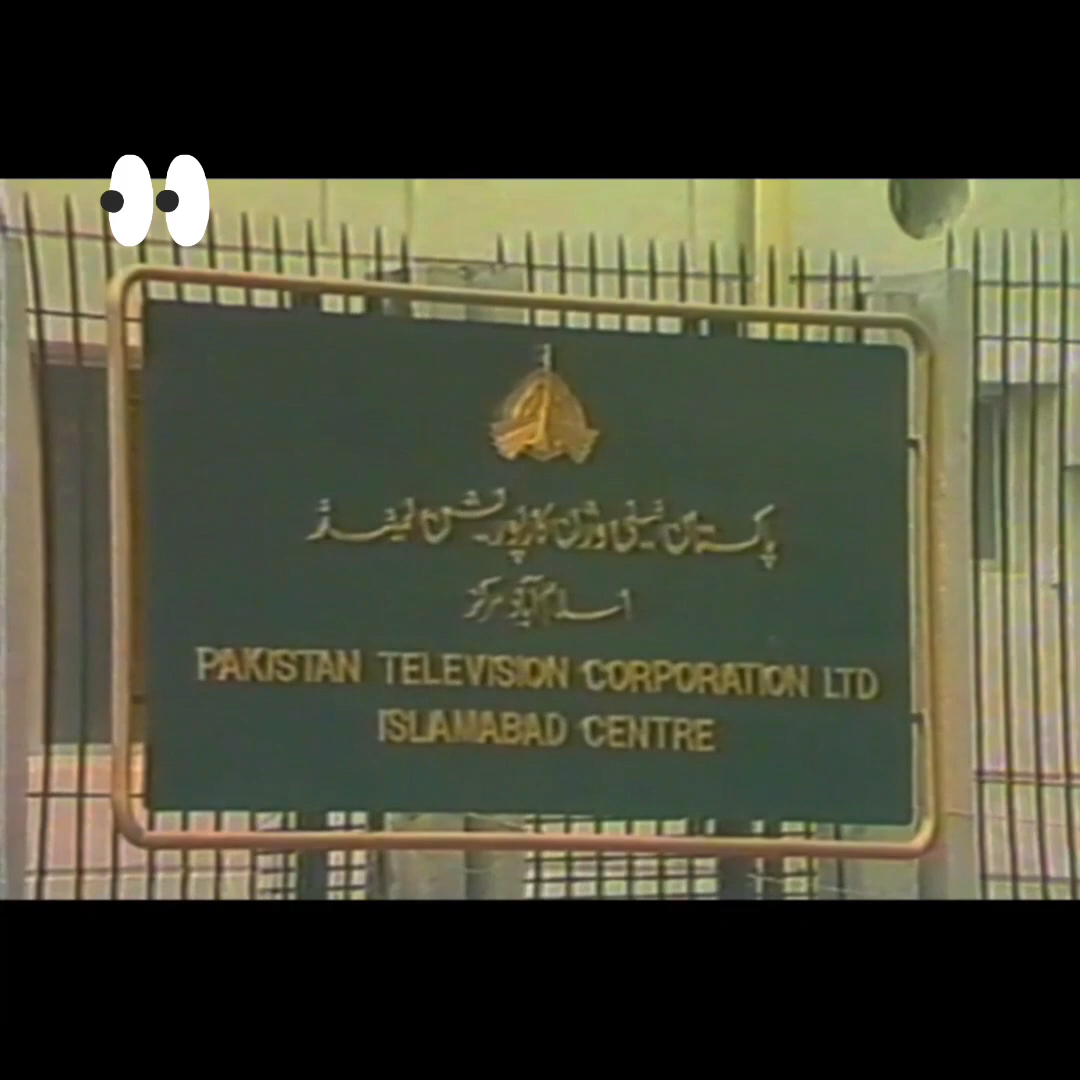 پاکستان ٹیلی وژن کارپوریشن لمیٹڈ
اسلام آباد مرکز
PAKISTAN TELEVISION CORPORATION LTD
ISLAMABAD CENTRE